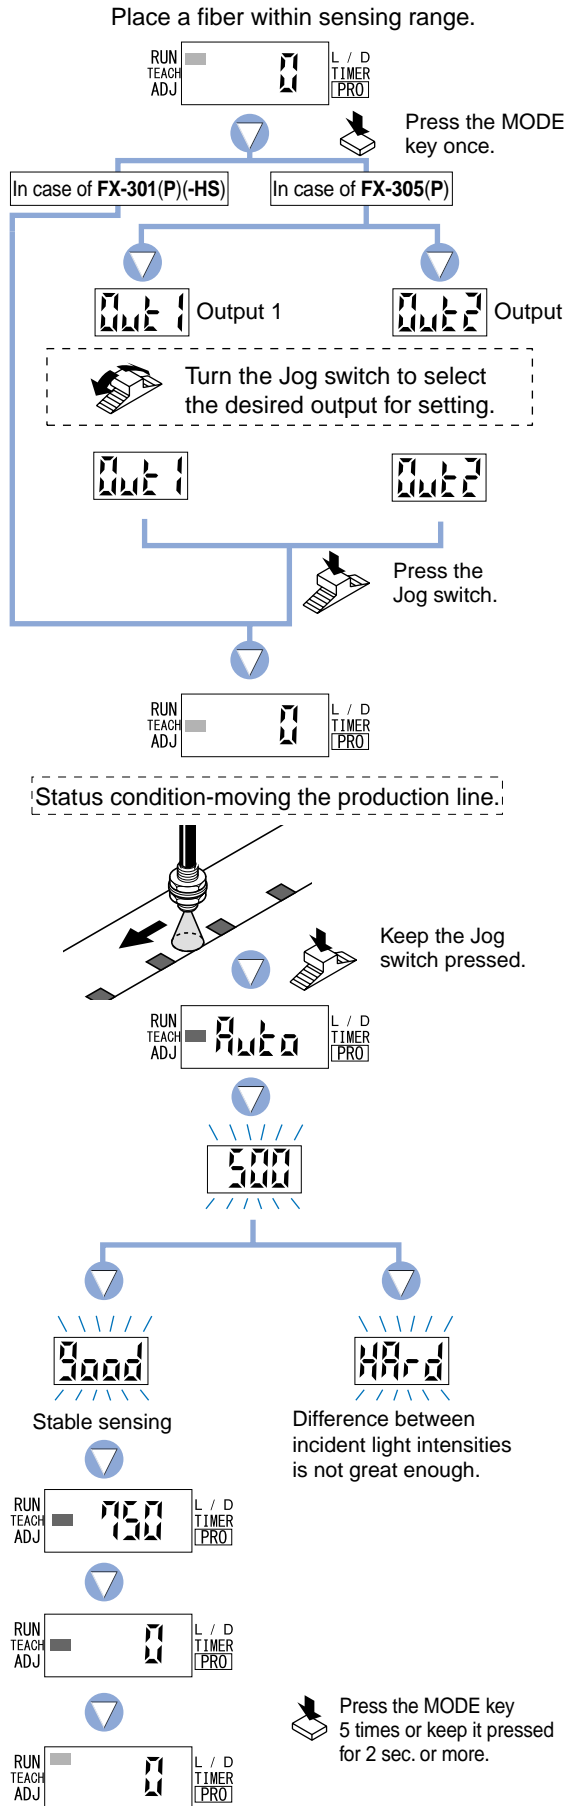 Place a fiber within sensing range.
RUN
TEACH
ADJ
0
L / D
TIMER
PRO
Press the MODE
key once.
In case of FX-301(P)(-HS)
In case of FX-305(P)
Out1
Output 1
Out2
Output
Turn the Jog switch to select
the desired output for setting.
Out1
Out2
Press the
Jog switch.
RUN
TEACH
ADJ
0
L / D
TIMER
PRO
Status condition-moving the production line.
Keep the Jog
switch pressed.
RUN
TEACH
ADJ
Auto
L / D
TIMER
PRO
500
good
HArd
Stable sensing
Difference between
incident light intensities
is not great enough.
RUN
TEACH
ADJ
750
L / D
TIMER
PRO
RUN
TEACH
ADJ
0
L / D
TIMER
PRO
Press the MODE key
5 times or keep it pressed
for 2 sec. or more.
RUN
TEACH
ADJ
0
L / D
TIMER
PRO